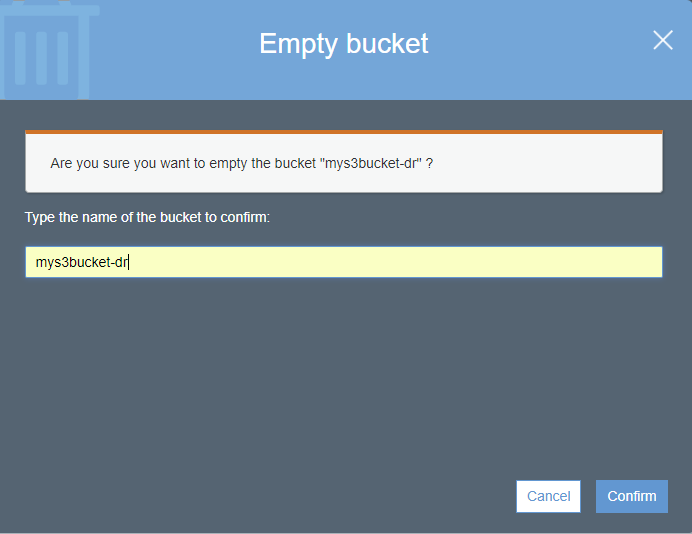 Empty bucket
Are you sure you want to empty the bucket "mys3bucket-dr" ?
Type the name of the bucket to confirm:
mys3bucket-dr
Cancel
Confirm